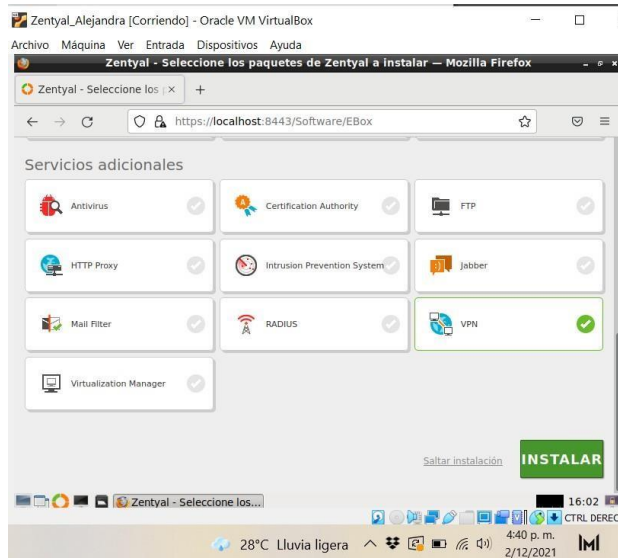 Zentyal_Alejandra [Corriendo] - Oracle VM VirtualBox
Archivo Máquina Ver Entrada Dispositivos Ayuda
Zentyal - Seleccione los paquetes de Zentyal a instalar — Mozilla Firefox
Zentyal - Seleccione los
https://localhost:8443/Software/EBox
Servicios adicionales
Antivirus
Certification Authority
FTP
HTTP Proxy
Intrusion Prevention System
Jabber
Mail Filter
RADIUS
VPN
Virtualization Manager
Saltar instalación
INSTALAR
Zentyal - Seleccione los...
16:02
CTRL DEREC
28°C Lluvia ligera
4:40 p. m.
2/12/2021